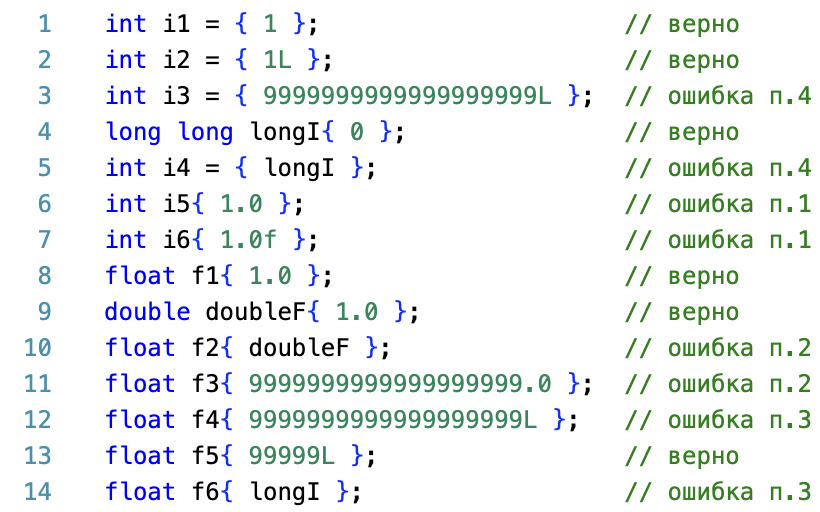 1 int i1 = { 1 }; // верно
2 int i2 = { 1L }; // верно
3 int i3 = { 9999999999999999999L }; // ошибка п.4
4 long long longI{ 0 }; // верно
5 int i4 = { longI }; // ошибка п.4
6 int i5{ 1.0 }; // ошибка п.1
7 int i6{ 1.0f }; // ошибка п.1
8 float f1{ 1.0 }; // верно
9 double doubleF{ 1.0 }; // верно
10 float f2{ doubleF }; // ошибка п.2
11 float f3{ 9999999999999999999.0 }; // ошибка п.2
12 float f4{ 9999999999999999999L }; // ошибка п.3
13 float f5{ 99999L }; // верно
14 float f6{ longI }; // ошибка п.3